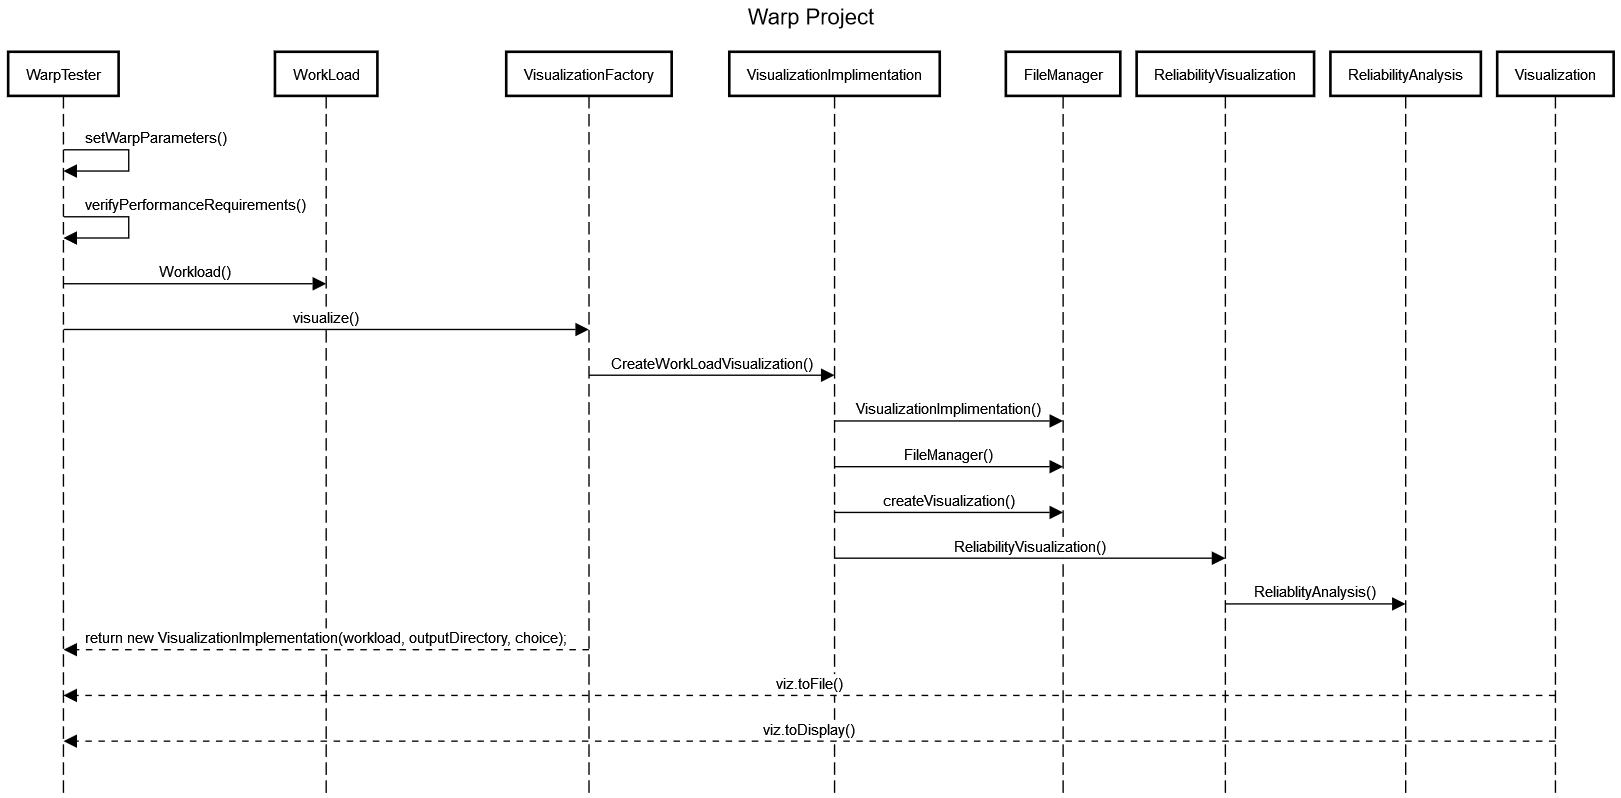 Warp Project
WarpTester
WorkLoad
VisualizationFactory
VisualizationImplimentation
FileManager
ReliabilityVisualization
ReliabilityAnalysis
Visualization
setWarpParameters()
verifyPerformanceRequirements()
Workload()
visualize()
CreateWorkLoadVisualization()
VisualizationImplimentation()
FileManager()
createVisualization()
ReliabilityVisualization()
ReliablityAnalysis()
return new VisualizationImplementation(workload, outputDirectory, choice);
viz.toFile()
viz.toDisplay()